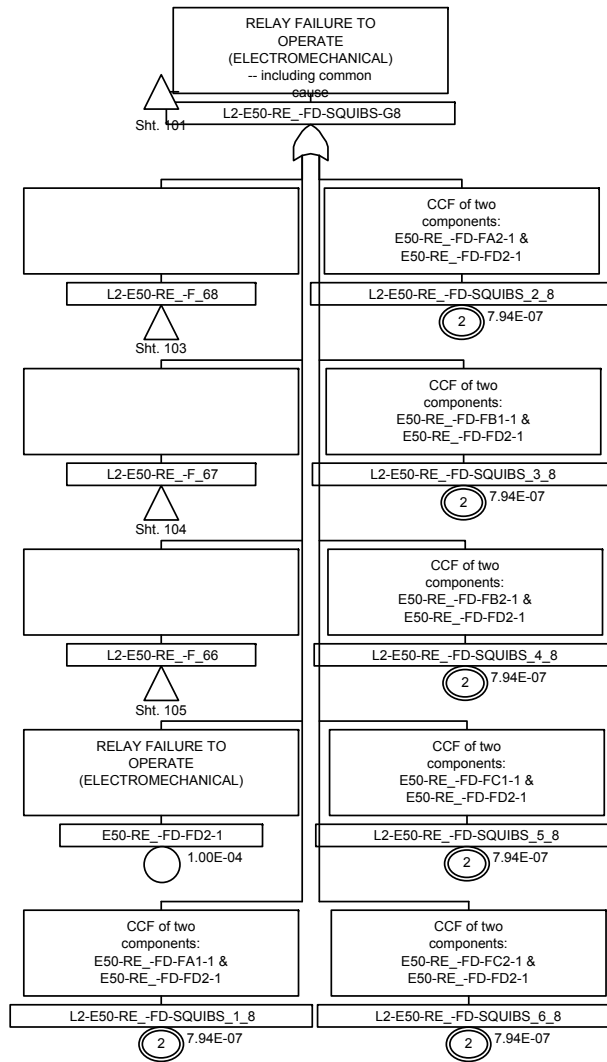 RELAY FAILURE TO
OPERATE
(ELECTROMECHANICAL)
-- including common
cause
Sht. 101
L2-E50-RE_-FD-SQUIBS-G8
L2-E50-RE_-F_68
Sht. 103
CCF of two
components:
E50-RE_-FD-FA2-1 &
E50-RE_-FD-FD2-1
L2-E50-RE_-FD-SQUIBS_2_8
2
7.94E-07
L2-E50-RE_-F_67
Sht. 104
CCF of two
components:
E50-RE_-FD-FB1-1 &
E50-RE_-FD-FD2-1
L2-E50-RE_-FD-SQUIBS_3_8
2
7.94E-07
L2-E50-RE_-F_66
Sht. 105
CCF of two
components:
E50-RE_-FD-FB2-1 &
E50-RE_-FD-FD2-1
L2-E50-RE_-FD-SQUIBS_4_8
2
7.94E-07
RELAY FAILURE TO
OPERATE
(ELECTROMECHANICAL)
E50-RE_-FD-FD2-1
1.00E-04
CCF of two
components:
E50-RE_-FD-FC1-1 &
E50-RE_-FD-FD2-1
L2-E50-RE_-FD-SQUIBS_5_8
2
7.94E-07
CCF of two
components:
E50-RE_-FD-FA1-1 &
E50-RE_-FD-FD2-1
L2-E50-RE_-FD-SQUIBS_1_8
2
7.94E-07
CCF of two
components:
E50-RE_-FD-FC2-1 &
E50-RE_-FD-FD2-1
L2-E50-RE_-FD-SQUIBS_6_8
2
7.94E-07